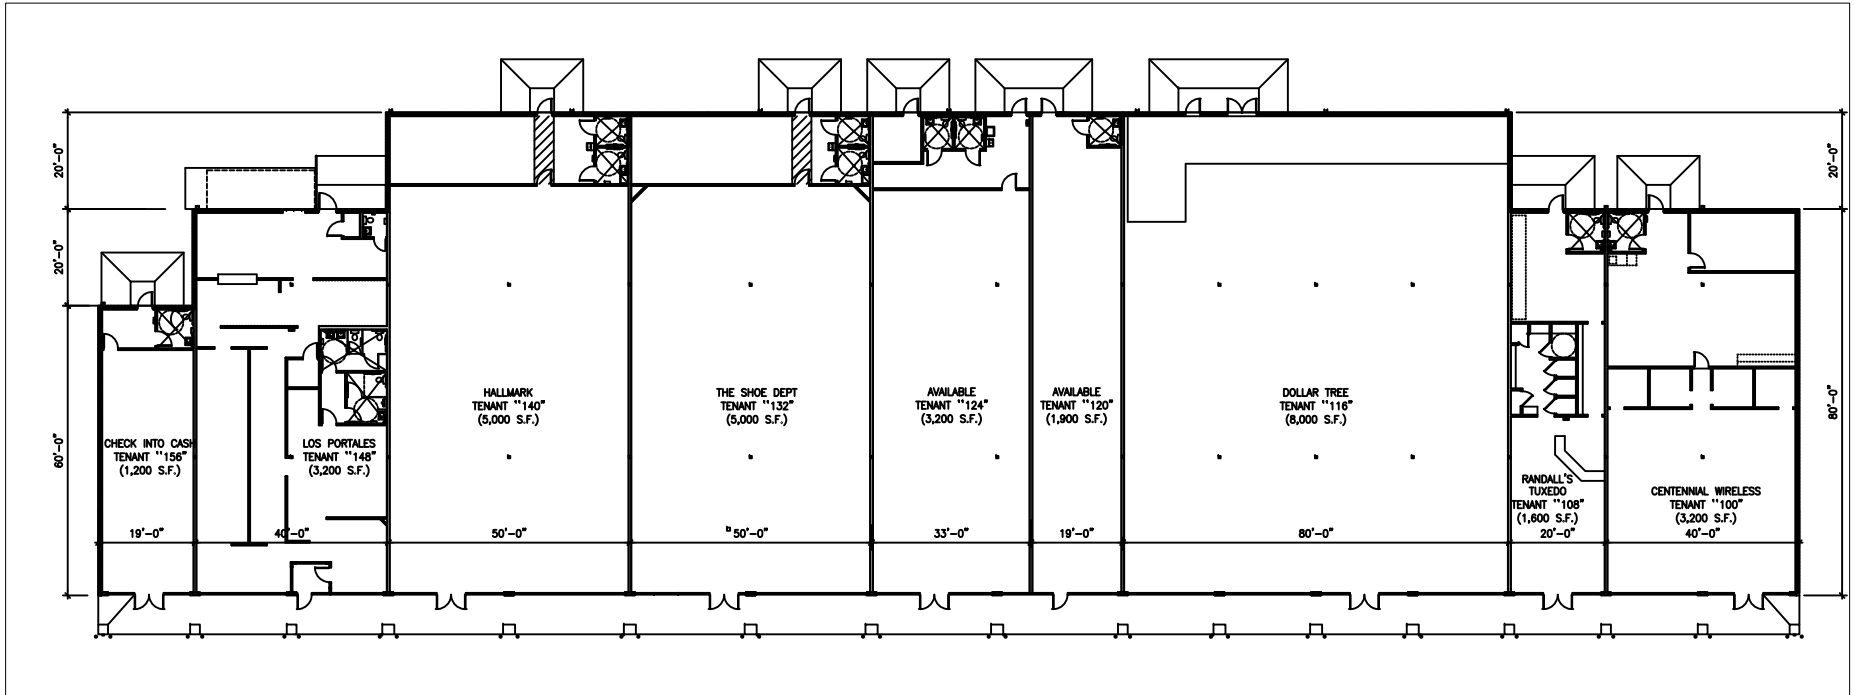 20'-0"
20'-0"
60'-0"
20'-0"
80'-0"
CHECK INTO CASH
TENANT "156"
(1,200 S.F.)
LOS PORTALES
TENANT "148"
(3,200 S.F.)
HALLMARK
TENANT "140"
(5,000 S.F.)
THE SHOE DEPT
TENANT "132"
(5,000 S.F.)
AVAILABLE
TENANT "124"
(3,200 S.F.)
AVAILABLE
TENANT "120"
(1,900 S.F.)
DOLLAR TREE
TENANT "116"
(8,000 S.F.)
RANDALL'S
TUXEDO
TENANT "108"
(1,600 S.F.)
CENTENNIAL WIRELESS
TENANT "100"
(3,200 S.F.)
19'-0"
40'-0"
50'-0"
50'-0"
33'-0"
19'-0"
80'-0"
20'-0"
40'-0"